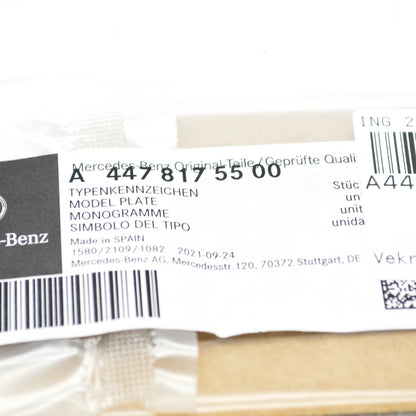 ING 2
Mercedes-Benz Original Teile / Geprüfte Quali
A 447 817 55 00
A44
TYPENKENNZEICHEN Stüc
MODEL PLATE un
MONOGRAMME unit
SIMBOLO DEL TIPO unida
-Benz
Made in SPAIN
1580/2109/1082 2021-09-24
Mercedes-Benz AG, Mercedesstr.120, 70372 Stuttgart, DE
Vekr